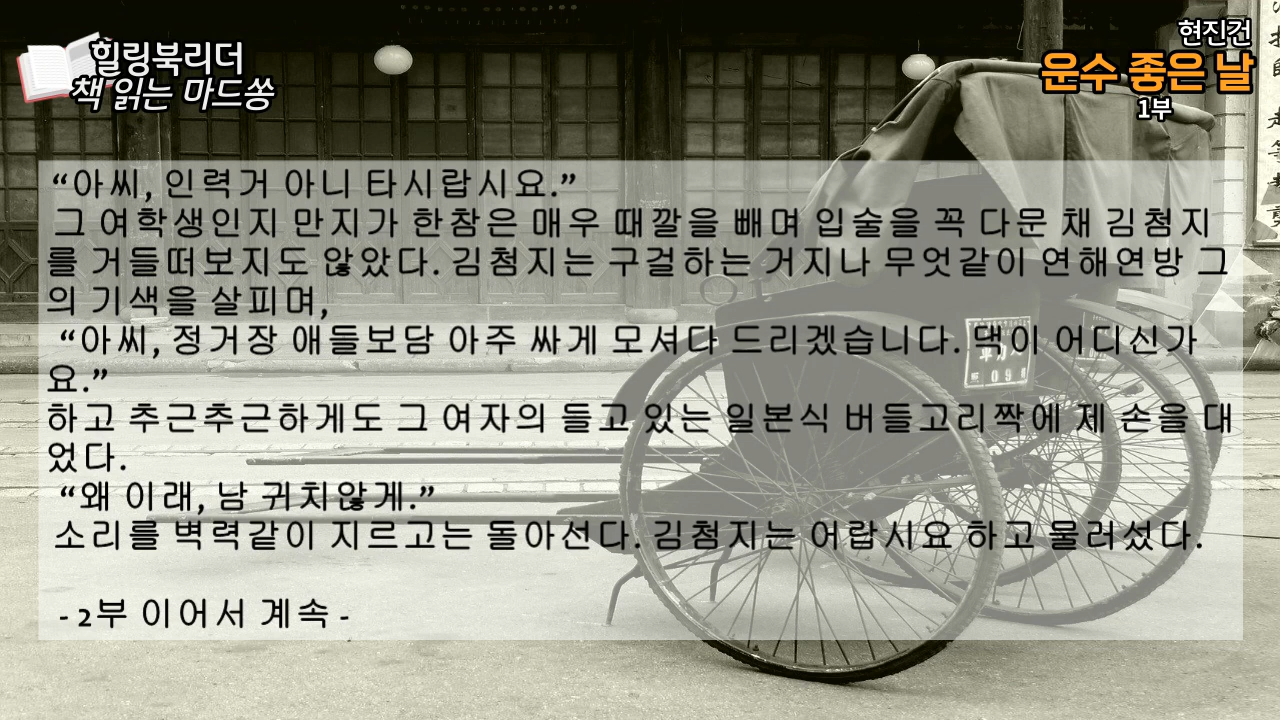 힐링북리더
책 읽는 마드쏭
현진건
운수 좋은 날
1부
“아씨, 인력거 아니 타시랍시요.”
그 여학생인지 만지가 한참은 매우 때깔을 빼며 입술을 꼭 다문 채 김첨지
를 거들떠보지도 않았다. 김첨지는 구걸하는 거지나 무엇같이 연해연방 그
의 기색을 살피며,
“아씨, 정거장 애들보담 아주 싸게 모셔다 드리겠습니다. 댁이 어디신가
요.”
하고 추근추근하게도 그 여자의 들고 있는 일본식 버들고리짝에 제 손을 대
었다.
“왜 이래, 남 귀치않게.”
소리를 벽력같이 지르고는 돌아선다. 김첨지는 어랍시요 하고 물러섰다.
- 2부 이어서 계속 -